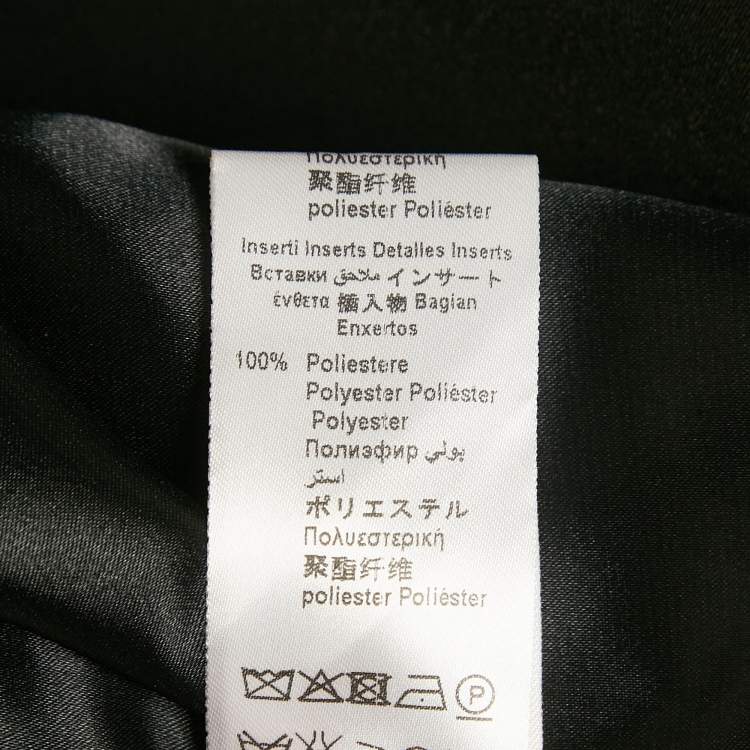 Πολυεστερική
聚酯纤维
poliester Poliéster
Inserti Inserts Detalles Inserts
Вставки ملاحق インサート
ένθετα 插入物 Bagian
Enxertos
100% Poliestere
Polyester Poliéster
Polyester
Полиэфир بولي
استر
ポリエステル
Πολυεστερική
聚酯纤维
poliester Poliéster
P